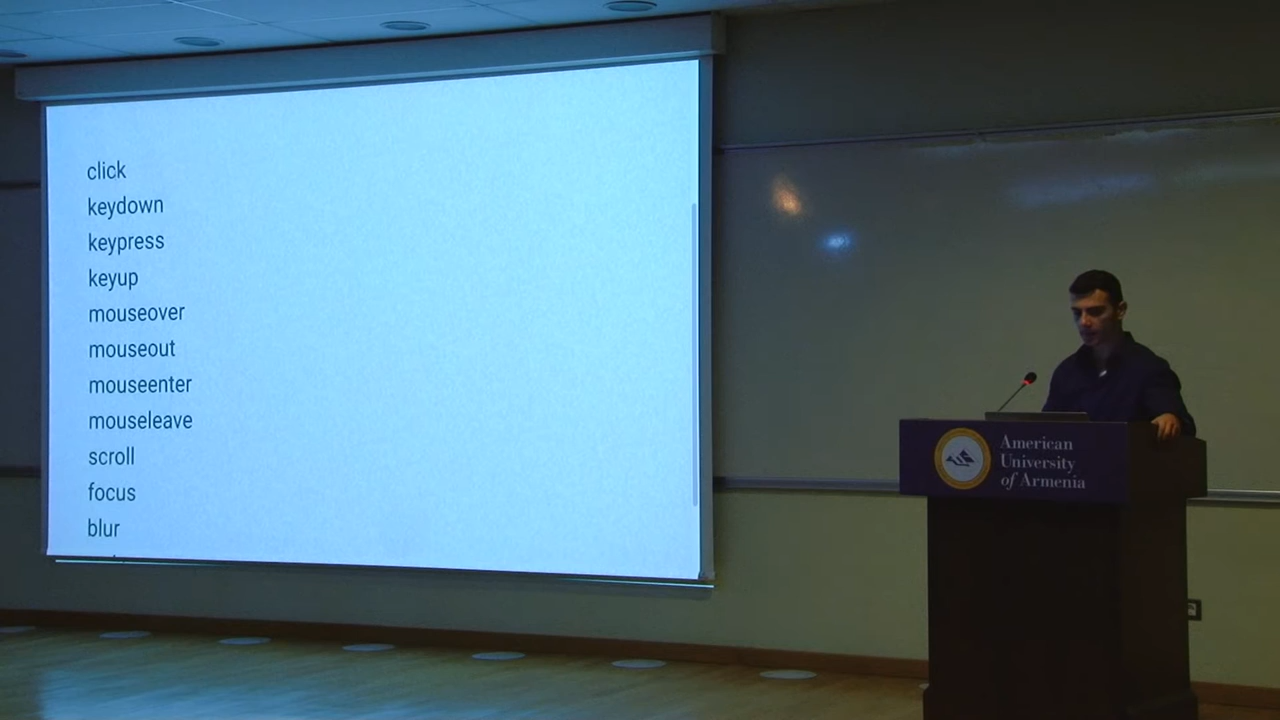 click
keydown
keypress
keyup
mouseover
mouseout
mouseenter
mouseleave
scroll
focus
blur
American
University
of Armenia